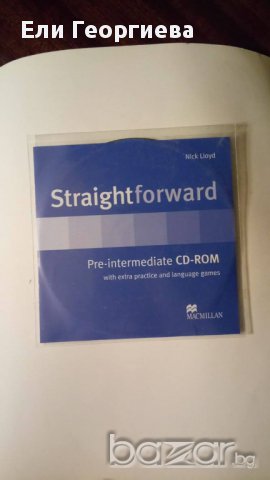 Ели Георгиева
Nick Lloyd
Straightforward
Pre-intermediate CD-ROM
with extra practice and language games
MACMILLAN
bazar.bg